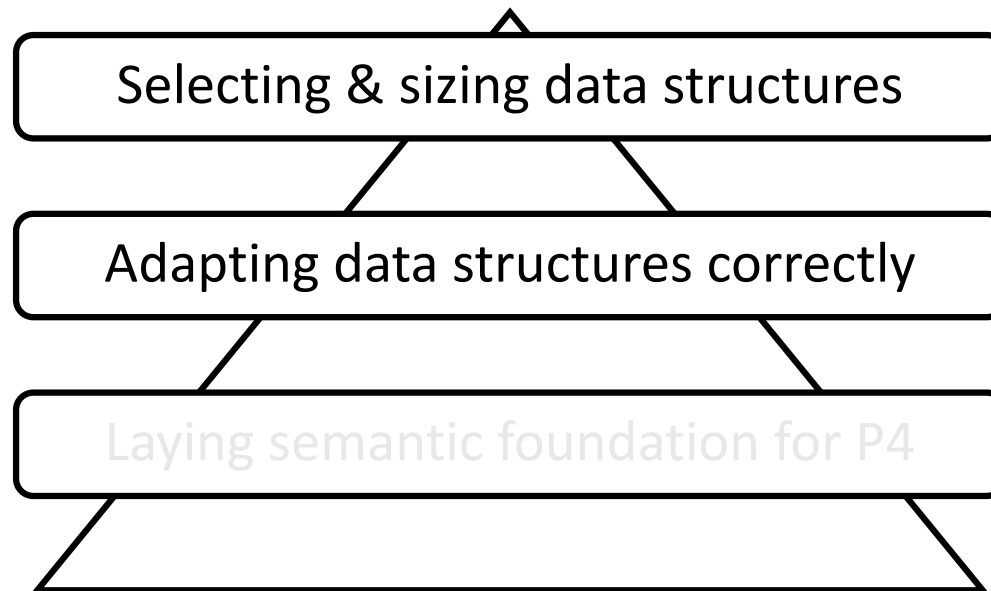 Selecting & sizing data structures
Adapting data structures correctly
Laying semantic foundation for P4